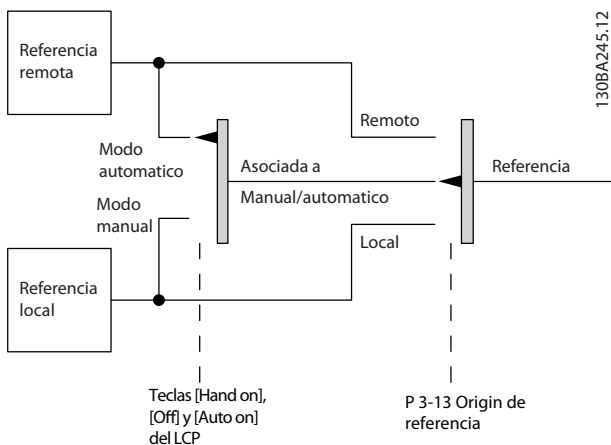 130BA245.12
Referencia
remota
Remoto
Modo
automatico
Asociada a
Manual/automatico
Referencia
Modo
manual
Local
Referencia
local
Teclas [Hand on],
[Off] y [Auto on]
del LCP
P 3-13 Origin de
referencia